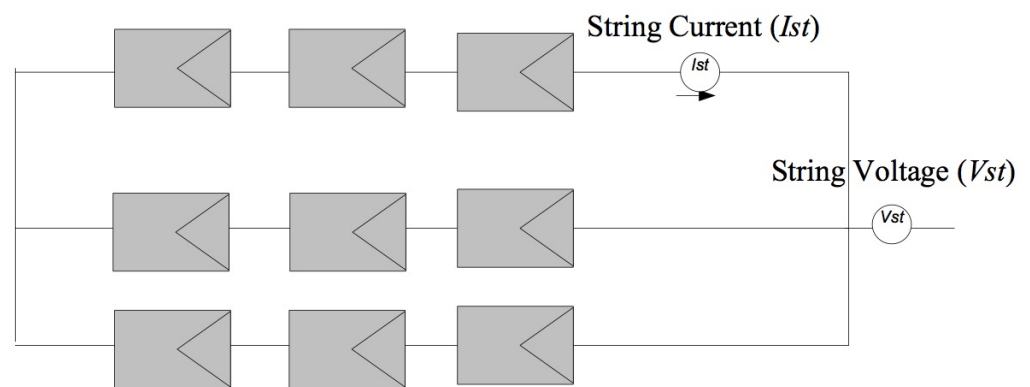 String Current (Ist)
Ist
String Voltage (Vst)
Vst